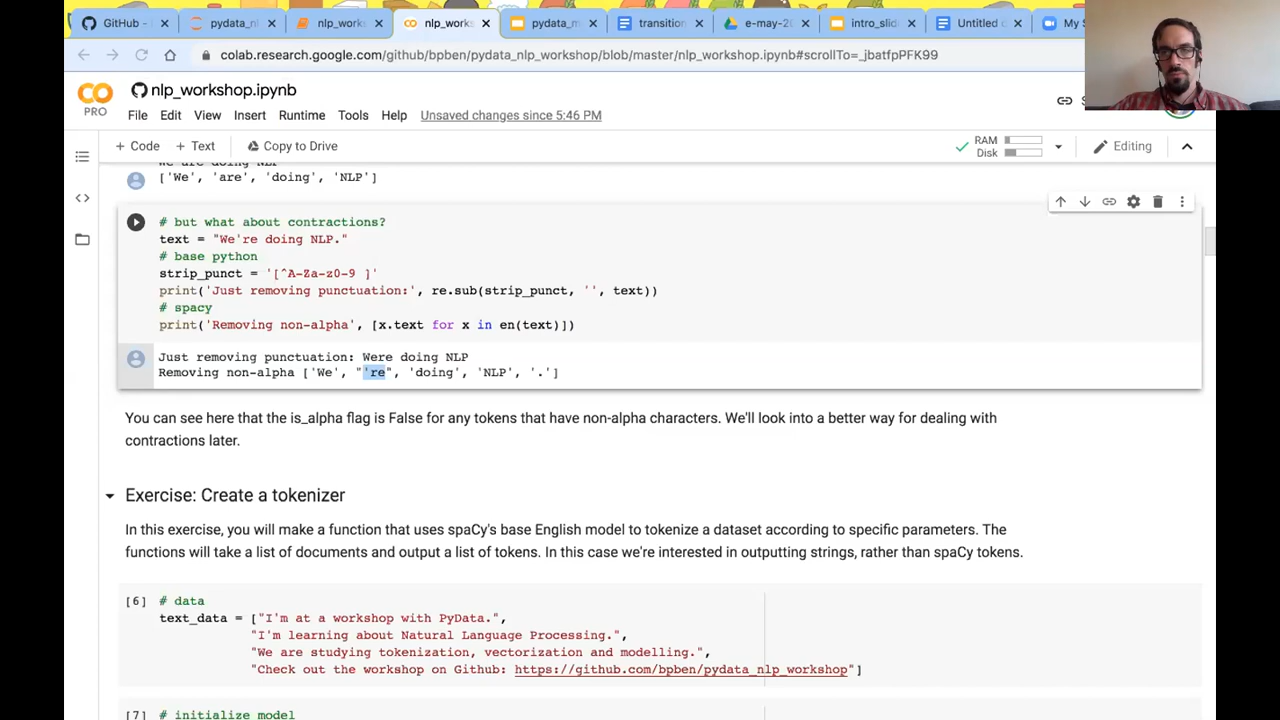 GitHub -
pydata_nl
nlp_works
nlp_works
pydata_m
transition
e-may-20
intro_slid
Untitled d
My S
colab.research.google.com/github/bpben/pydata_nlp_workshop/blob/master/nlp_workshop.ipynb#scrollTo=_jbatfpPFK99
PRO
nlp_workshop.ipynb
File Edit View Insert Runtime Tools Help Unsaved changes since 5:46 PM
+ Code + Text Copy to Drive
RAM
Disk
Editing
We are doing NLP
['We', 'are', 'doing', 'NLP']
# but what about contractions?
text = "We're doing NLP."
# base python
strip_punct = '[^A-Za-z0-9 ]'
print('Just removing punctuation:', re.sub(strip_punct, '', text))
# spacy
print('Removing non-alpha', [x.text for x in en(text)])
Just removing punctuation: Were doing NLP
Removing non-alpha ['We', "'re", 'doing', 'NLP', '.']
You can see here that the is_alpha flag is False for any tokens that have non-alpha characters. We'll look into a better way for dealing with
contractions later.
Exercise: Create a tokenizer
In this exercise, you will make a function that uses spaCy's base English model to tokenize a dataset according to specific parameters. The
functions will take a list of documents and output a list of tokens. In this case we're interested in outputting strings, rather than spaCy tokens.
[6] # data
text_data = ["I'm at a workshop with PyData.",
"I'm learning about Natural Language Processing.",
"We are studying tokenization, vectorization and modelling.",
"Check out the workshop on Github: https://github.com/bpben/pydata_nlp_workshop"]
[7] # initialize model